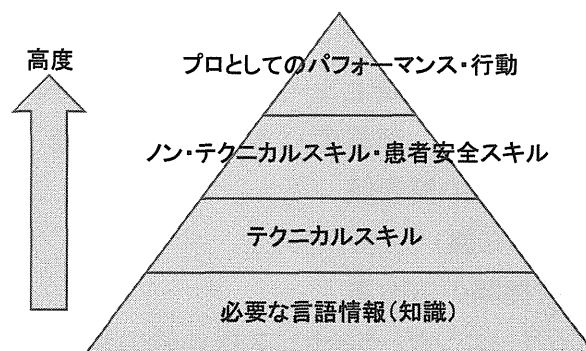 高度
プロとしてのパフォーマンス・行動
ノン・テクニカルスキル・患者安全スキル
テクニカルスキル
必要な言語情報（知識）